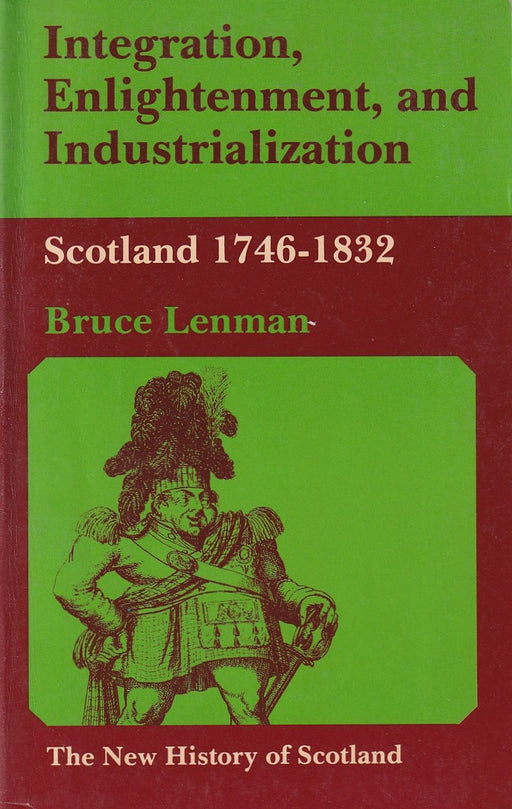 Integration,
Enlightenment, and
Industrialization
Scotland 1746-1832
Bruce Lenman
The New History of Scotland